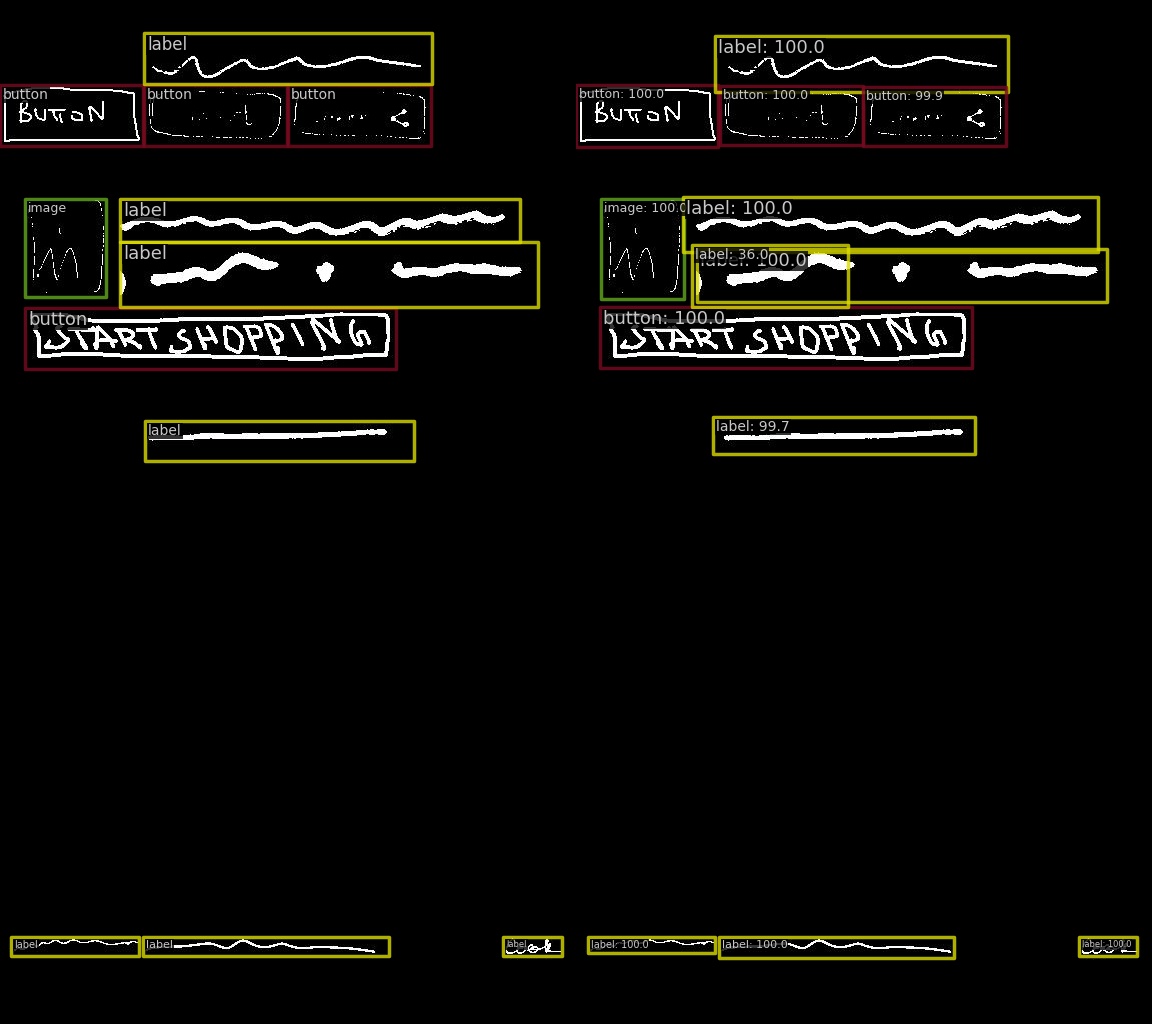 label label: 100.0
button button button button: 100.0 button: 100.0 button: 99.9
BUTTON BUTTON
image label image: 100.0 label: 100.0
label label: 36.0
label: 100.0
button button: 100.0
START SHOPPING START SHOPPING
label label: 99.7
label label label label: 100.0 label: 100.0 label: 100.0